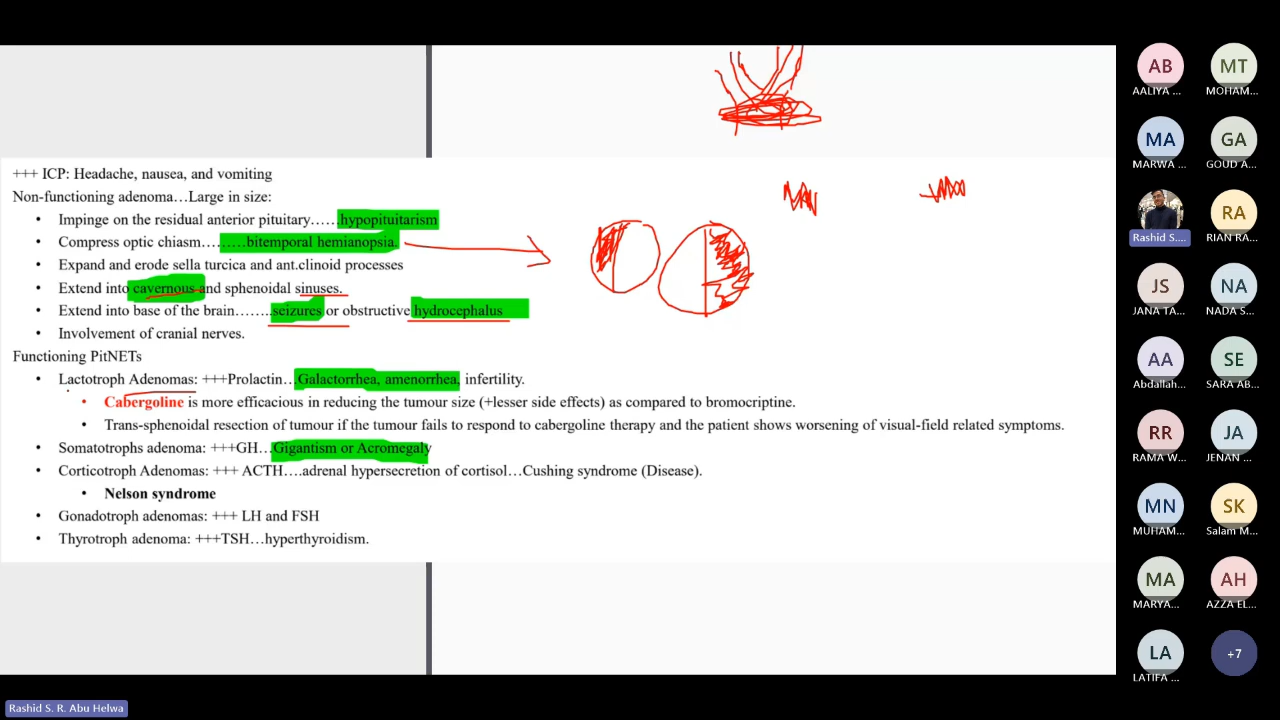 +++ ICP: Headache, nausea, and vomiting
Non-functioning adenoma…Large in size:
• Impinge on the residual anterior pituitary……hypopituitarism
• Compress optic chiasm………bitemporal hemianopsia.
• Expand and erode sella turcica and ant.clinoid processes
• Extend into cavernous and sphenoidal sinuses.
• Extend into base of the brain……..seizures or obstructive hydrocephalus
• Involvement of cranial nerves.
Functioning PitNETs
• Lactotroph Adenomas: +++Prolactin…Galactorrhea, amenorrhea, infertility.
• Cabergoline is more efficacious in reducing the tumour size (+lesser side effects) as compared to bromocriptine.
• Trans-sphenoidal resection of tumour if the tumour fails to respond to cabergoline therapy and the patient shows worsening of visual-field related symptoms.
• Somatotrophs adenoma: +++GH…Gigantism or Acromegaly
• Corticotroph Adenomas: +++ ACTH….adrenal hypersecretion of cortisol…Cushing syndrome (Disease).
• Nelson syndrome
• Gonadotroph adenomas: +++ LH and FSH
• Thyrotroph adenoma: +++TSH…hyperthyroidism.
AB MT
AALIYA ... MOHAM...
MA GA
MARWA ... GOUD A...
RA
Rashid S.... RIAN RA...
JS NA
JANA TA... NADA S...
AA SE
Abdallah... SARA AB...
RR JA
RAMA W... JENAN ...
MN SK
MUHAM... Salam M...
MA AH
MARYA... AZZA EL...
LA +7
LATIFA ...
Rashid S. R. Abu Helwa